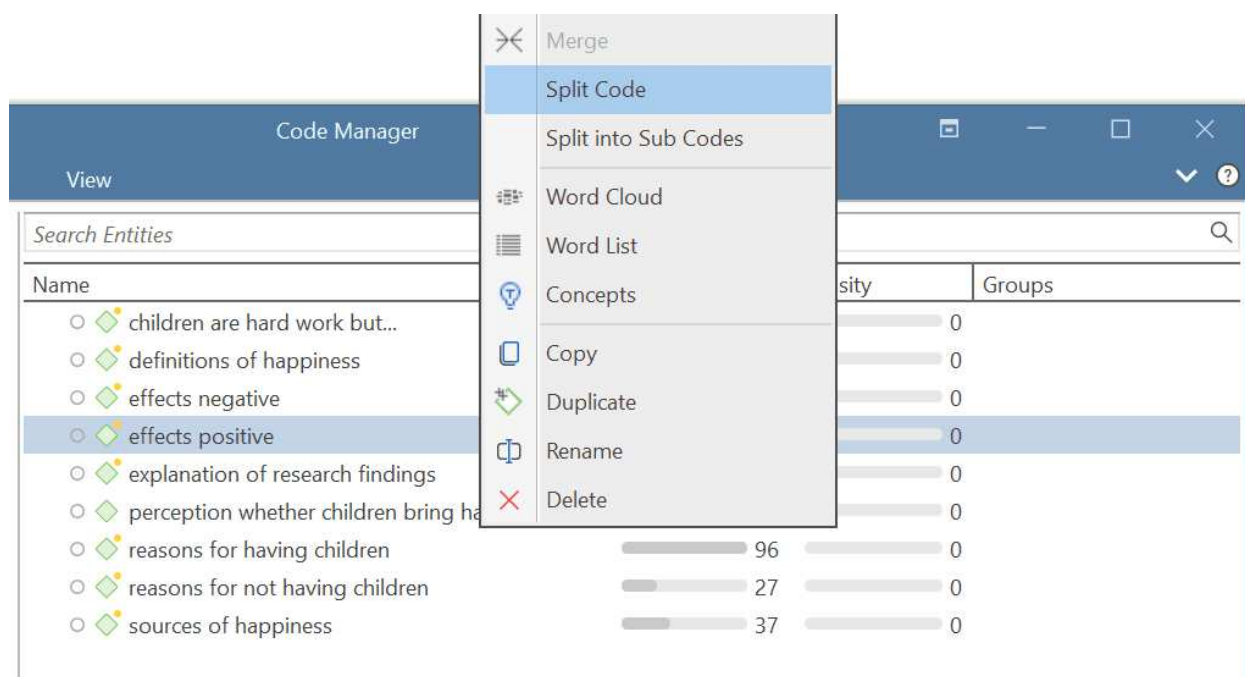 Merge
Split Code
Split into Sub Codes
Word Cloud
Word List
Concepts
Copy
Duplicate
Rename
Delete
Code Manager
View
Search Entities
Name sity Groups
children are hard work but... 0
definitions of happiness 0
effects negative 0
effects positive 0
explanation of research findings 0
perception whether children bring ha 0
reasons for having children 96 0
reasons for not having children 27 0
sources of happiness 37 0